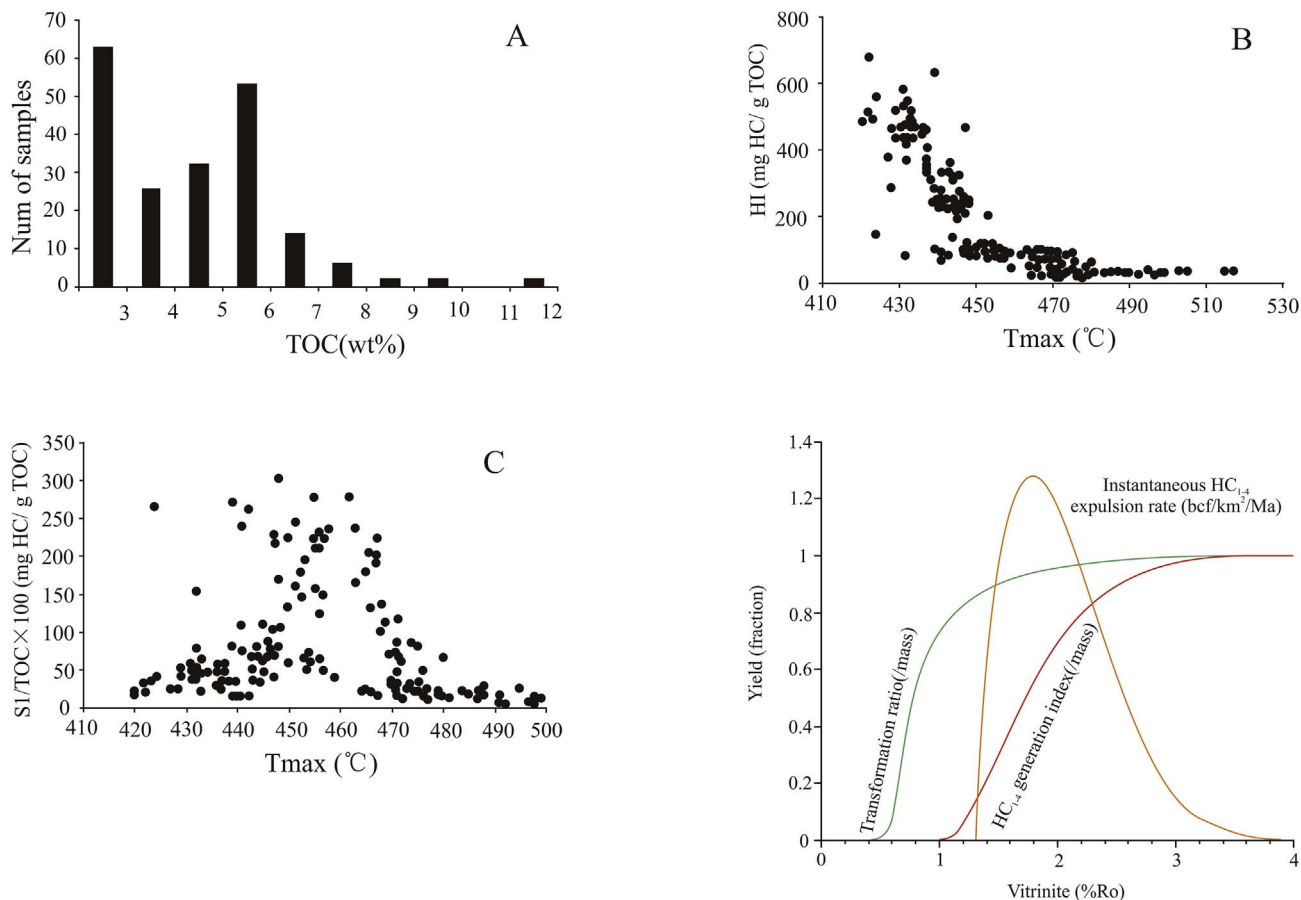 A
70
60
50
40
30
20
10
0
Num of samples
3 4 5 6 7 8 9 10 11 12
TOC(wt%)
B
800
600
400
200
0
HI (mg HC/ g TOC)
410 430 450 470 490 510 530
Tmax (℃)
C
350
300
250
200
150
100
50
0
S1/TOC×100 (mg HC/ g TOC)
410 420 430 440 450 460 470 480 490 500
Tmax (℃)
1.4
1.2
1
0.8
0.6
0.4
0.2
0
Yield (fraction)
Instantaneous HC₁₋₄
expulsion rate (bcf/km²/Ma)
Transformation ratio(/mass)
HC₁₋₄ generation index(/mass)
0 1 2 3 4
Vitrinite (%Ro)